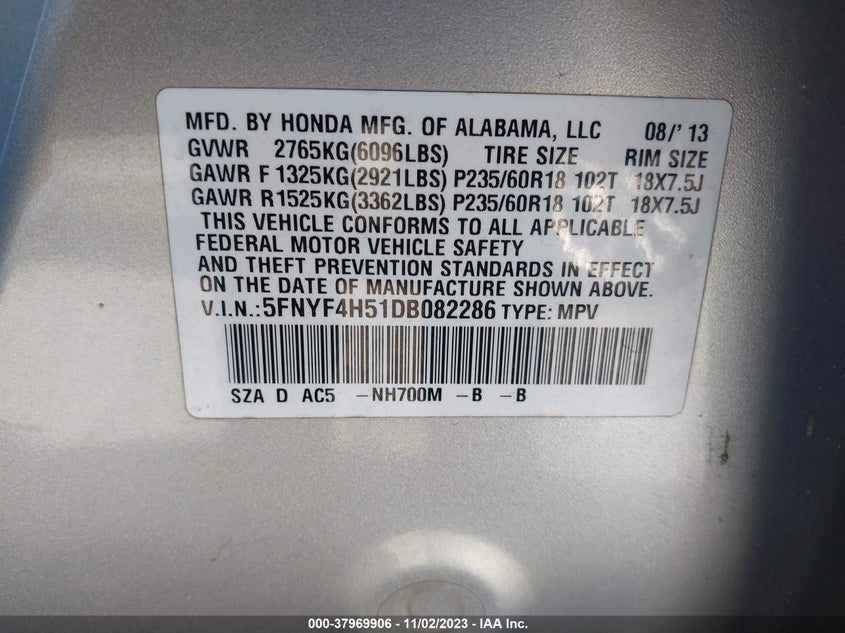 MFD. BY HONDA MFG. OF ALABAMA, LLC 08/'13
GVWR 2765KG(6096LBS) TIRE SIZE RIM SIZE
GAWR F 1325KG(2921LBS) P235/60R18 102T 18X7.5J
GAWR R1525KG(3362LBS) P235/60R18 102T 18X7.5J
THIS VEHICLE CONFORMS TO ALL APPLICABLE
FEDERAL MOTOR VEHICLE SAFETY
AND THEFT PREVENTION STANDARDS IN EFFECT
ON THE DATE OF MANUFACTURE SHOWN ABOVE.
V.I.N.:5FNYF4H51DB082286 TYPE: MPV
SZA D AC5 -NH700M -B -B
000-37969906 - 11/02/2023 - IAA Inc.